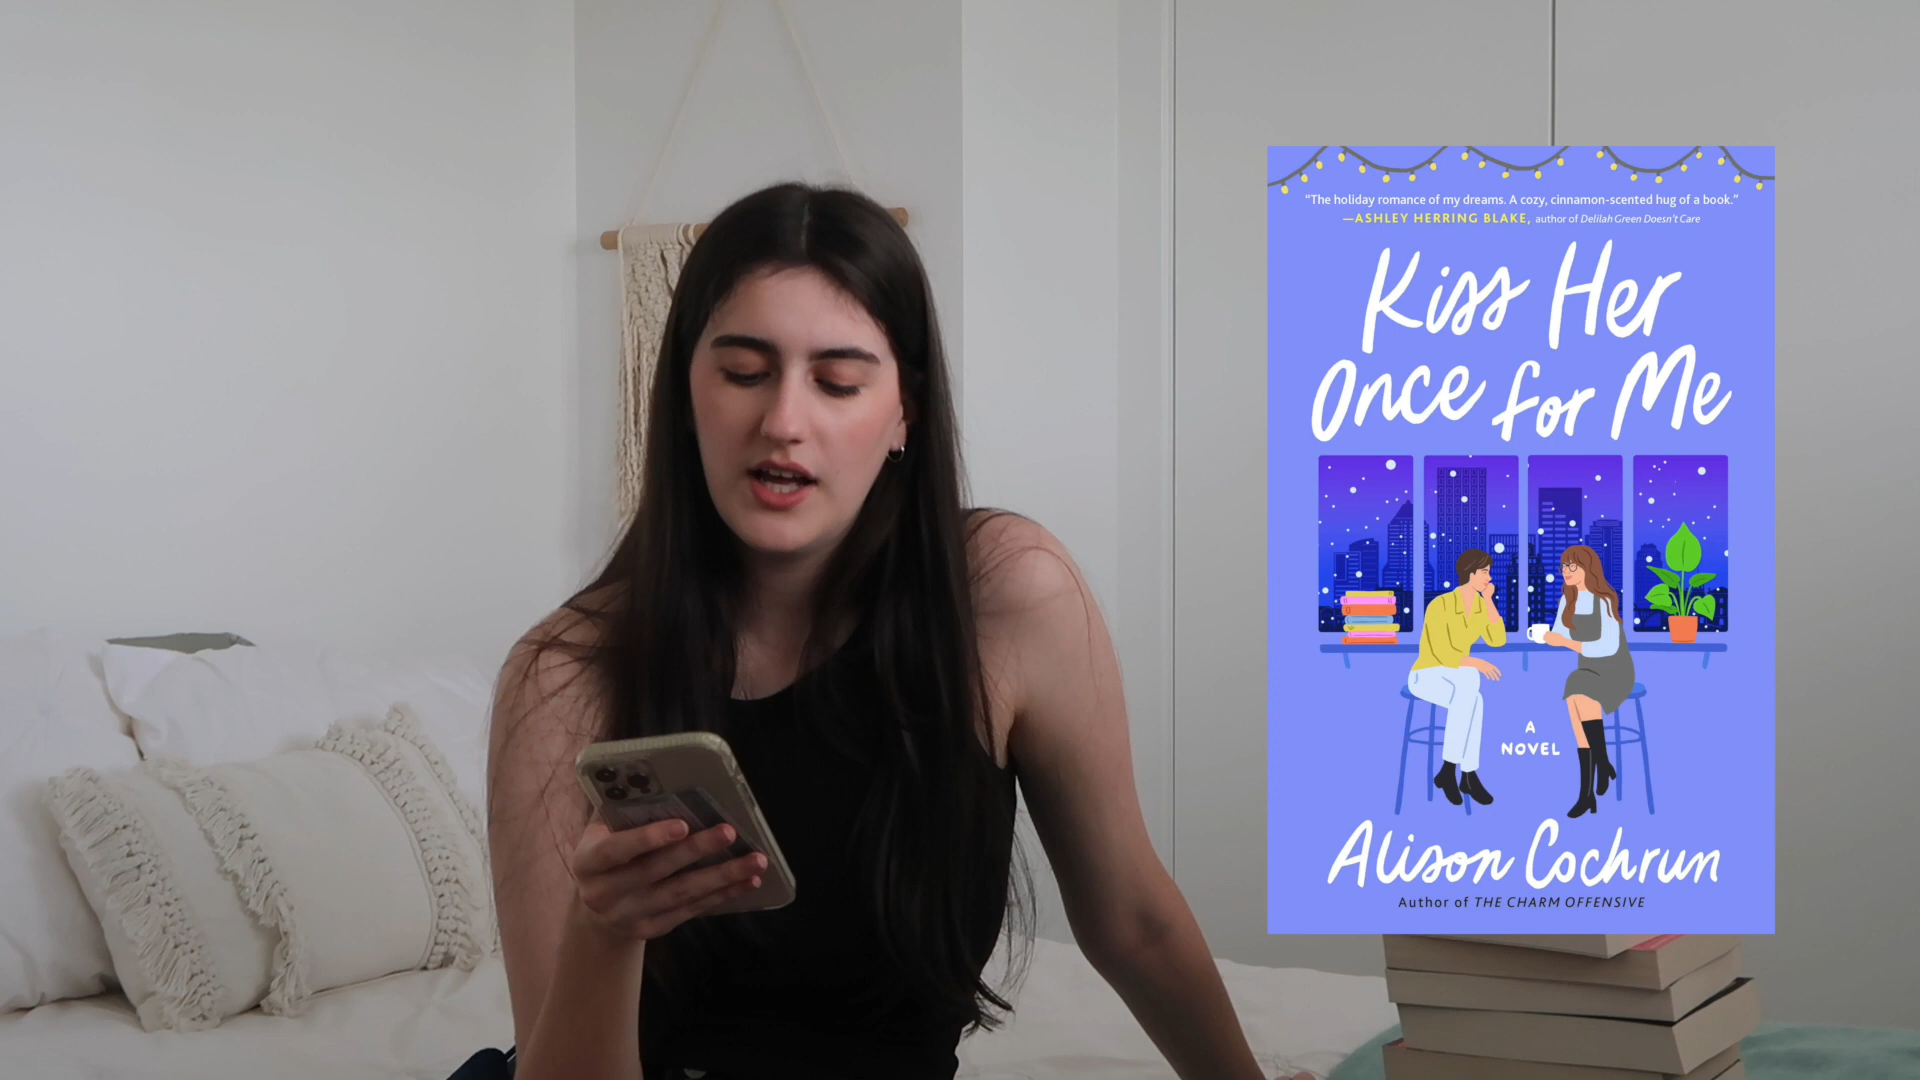 “The holiday romance of my dreams. A cozy, cinnamon-scented hug of a book.”
—ASHLEY HERRING BLAKE, author of Delilah Green Doesn’t Care
Kiss Her
Once for Me
A
NOVEL
Alison Cochrun
Author of THE CHARM OFFENSIVE